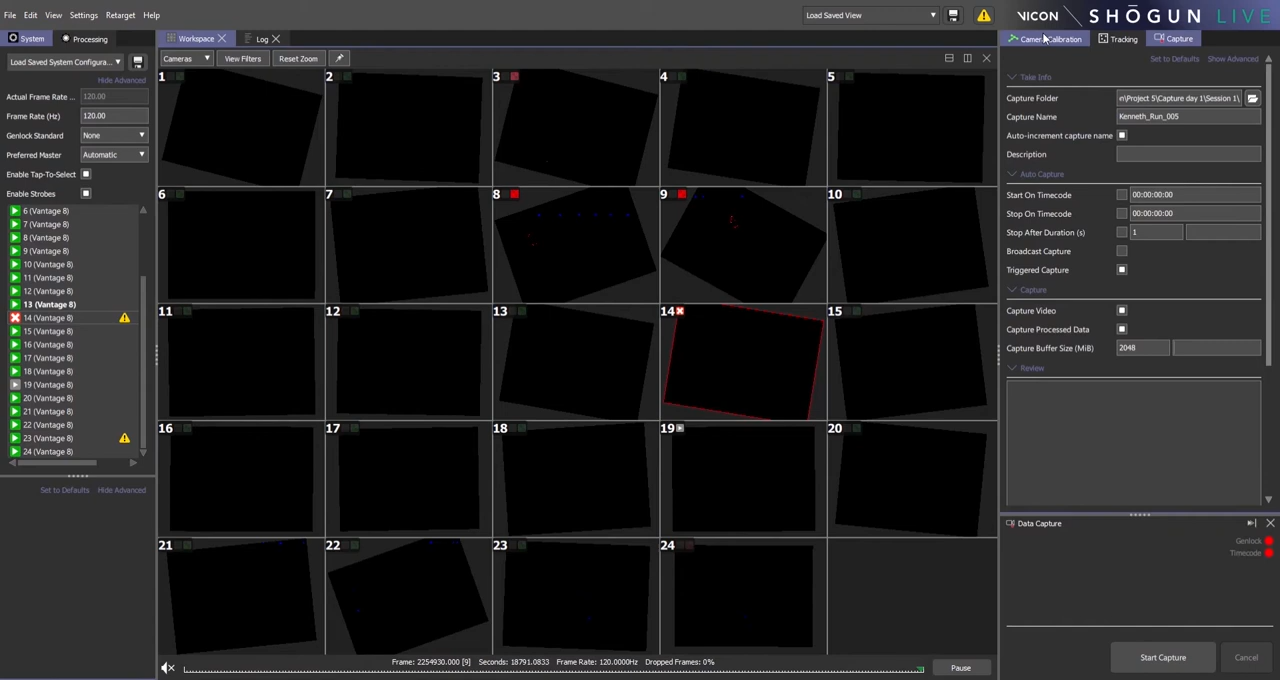 File Edit View Settings Retarget Help
Load Saved View
VICON SHŌGUN LIVE
System Processing
Workspace Log
Camera Calibration Tracking Capture
Load Saved System Configura...
Cameras View Filters Reset Zoom
Set to Defaults Show Advanced
Hide Advanced
Actual Frame Rate ... 120.00
Frame Rate (Hz) 120.00
Genlock Standard None
Preferred Master Automatic
Enable Tap-To-Select
Enable Strobes
6 (Vantage 8)
7 (Vantage 8)
8 (Vantage 8)
9 (Vantage 8)
10 (Vantage 8)
11 (Vantage 8)
12 (Vantage 8)
13 (Vantage 8)
14 (Vantage 8)
15 (Vantage 8)
16 (Vantage 8)
17 (Vantage 8)
18 (Vantage 8)
19 (Vantage 8)
20 (Vantage 8)
21 (Vantage 8)
22 (Vantage 8)
23 (Vantage 8)
24 (Vantage 8)
Set to Defaults Hide Advanced
1 2 3 4 5
6 7 8 9 10
11 12 13 14 15
16 17 18 19 20
21 22 23 24
Frame: 2254930.000 [9] Seconds: 18791.0833 Frame Rate: 120.0000Hz Dropped Frames: 0%
Pause
Take Info
Capture Folder n\Project 5\Capture day 1\Session 1\
Capture Name Kenneth_Run_005
Auto-increment capture name
Description
Auto Capture
Start On Timecode 00:00:00:00
Stop On Timecode 00:00:00:00
Stop After Duration (s) 1
Broadcast Capture
Triggered Capture
Capture
Capture Video
Capture Processed Data
Capture Buffer Size (MiB) 2048
Review
Data Capture
Genlock
Timecode
Start Capture Cancel